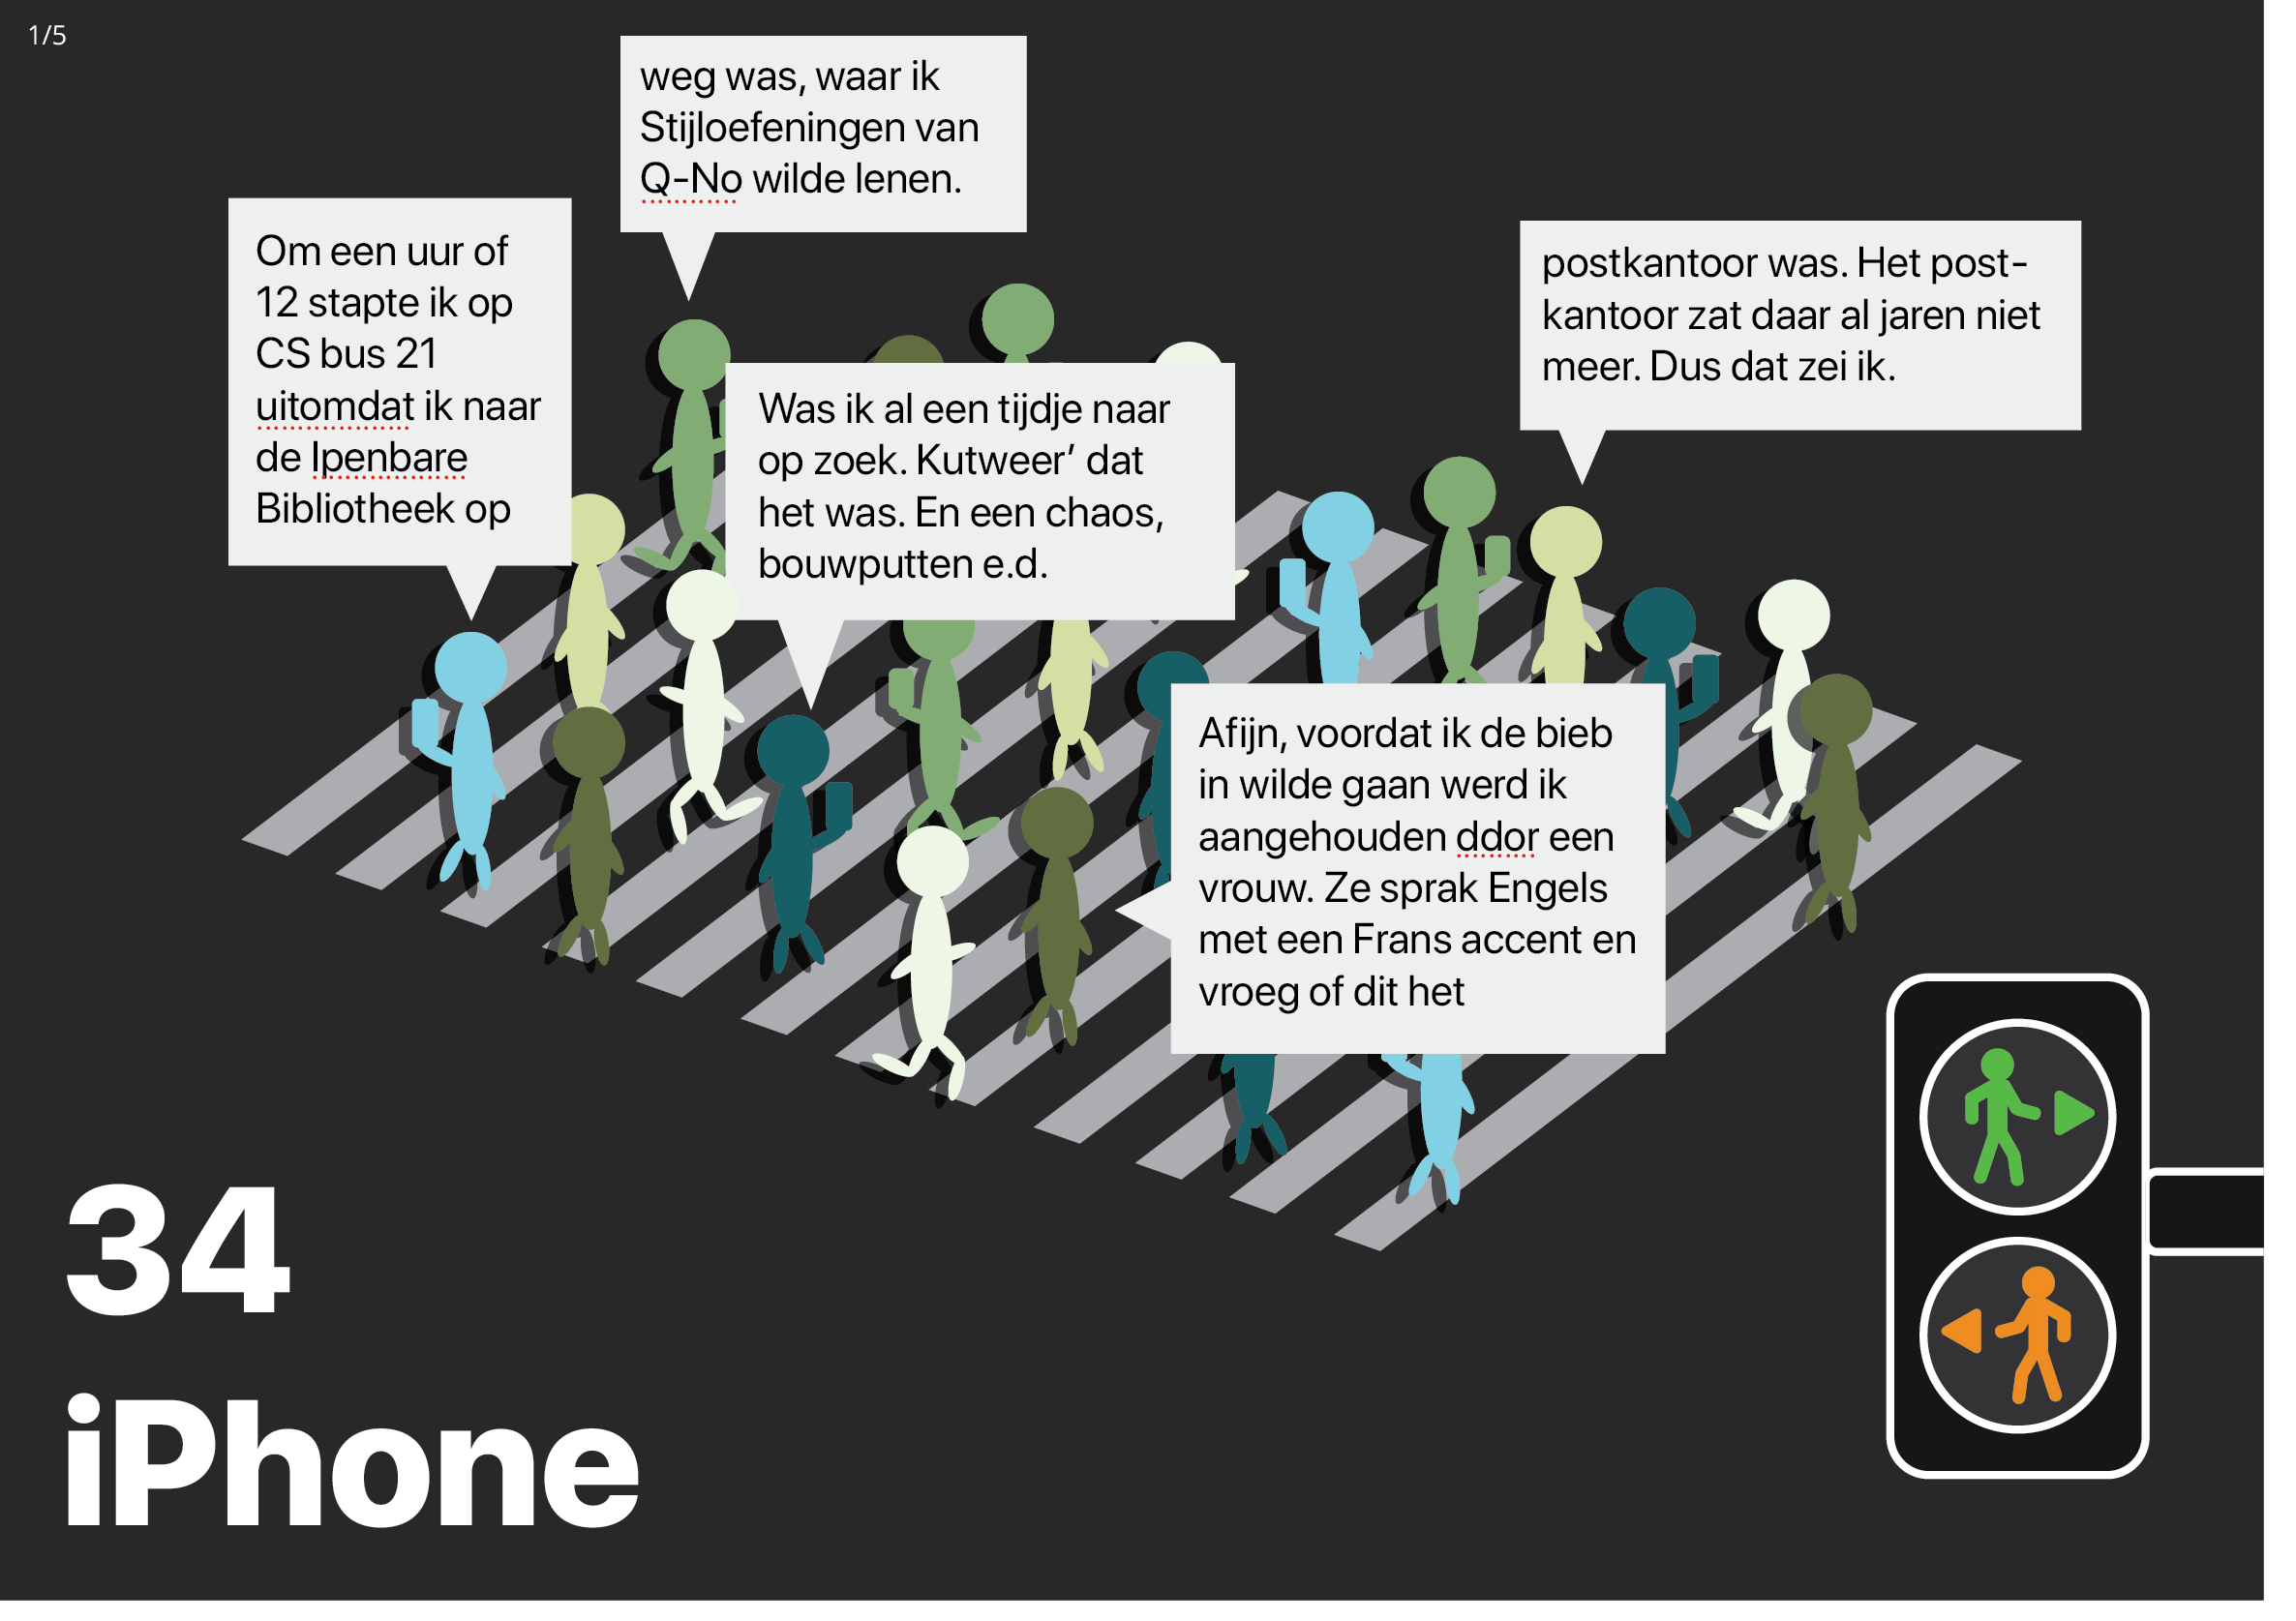 1/5
Om een uur of
12 stapte ik op
CS bus 21
uitomdat ik naar
de Ipenbare
Bibliotheek op
weg was, waar ik
Stijloefeningen van
Q-No wilde lenen.
Was ik al een tijdje naar
op zoek. Kutweer’ dat
het was. En een chaos,
bouwputten e.d.
Afijn, voordat ik de bieb
in wilde gaan werd ik
aangehouden ddor een
vrouw. Ze sprak Engels
met een Frans accent en
vroeg of dit het
postkantoor was. Het post-
kantoor zat daar al jaren niet
meer. Dus dat zei ik.
34
iPhone